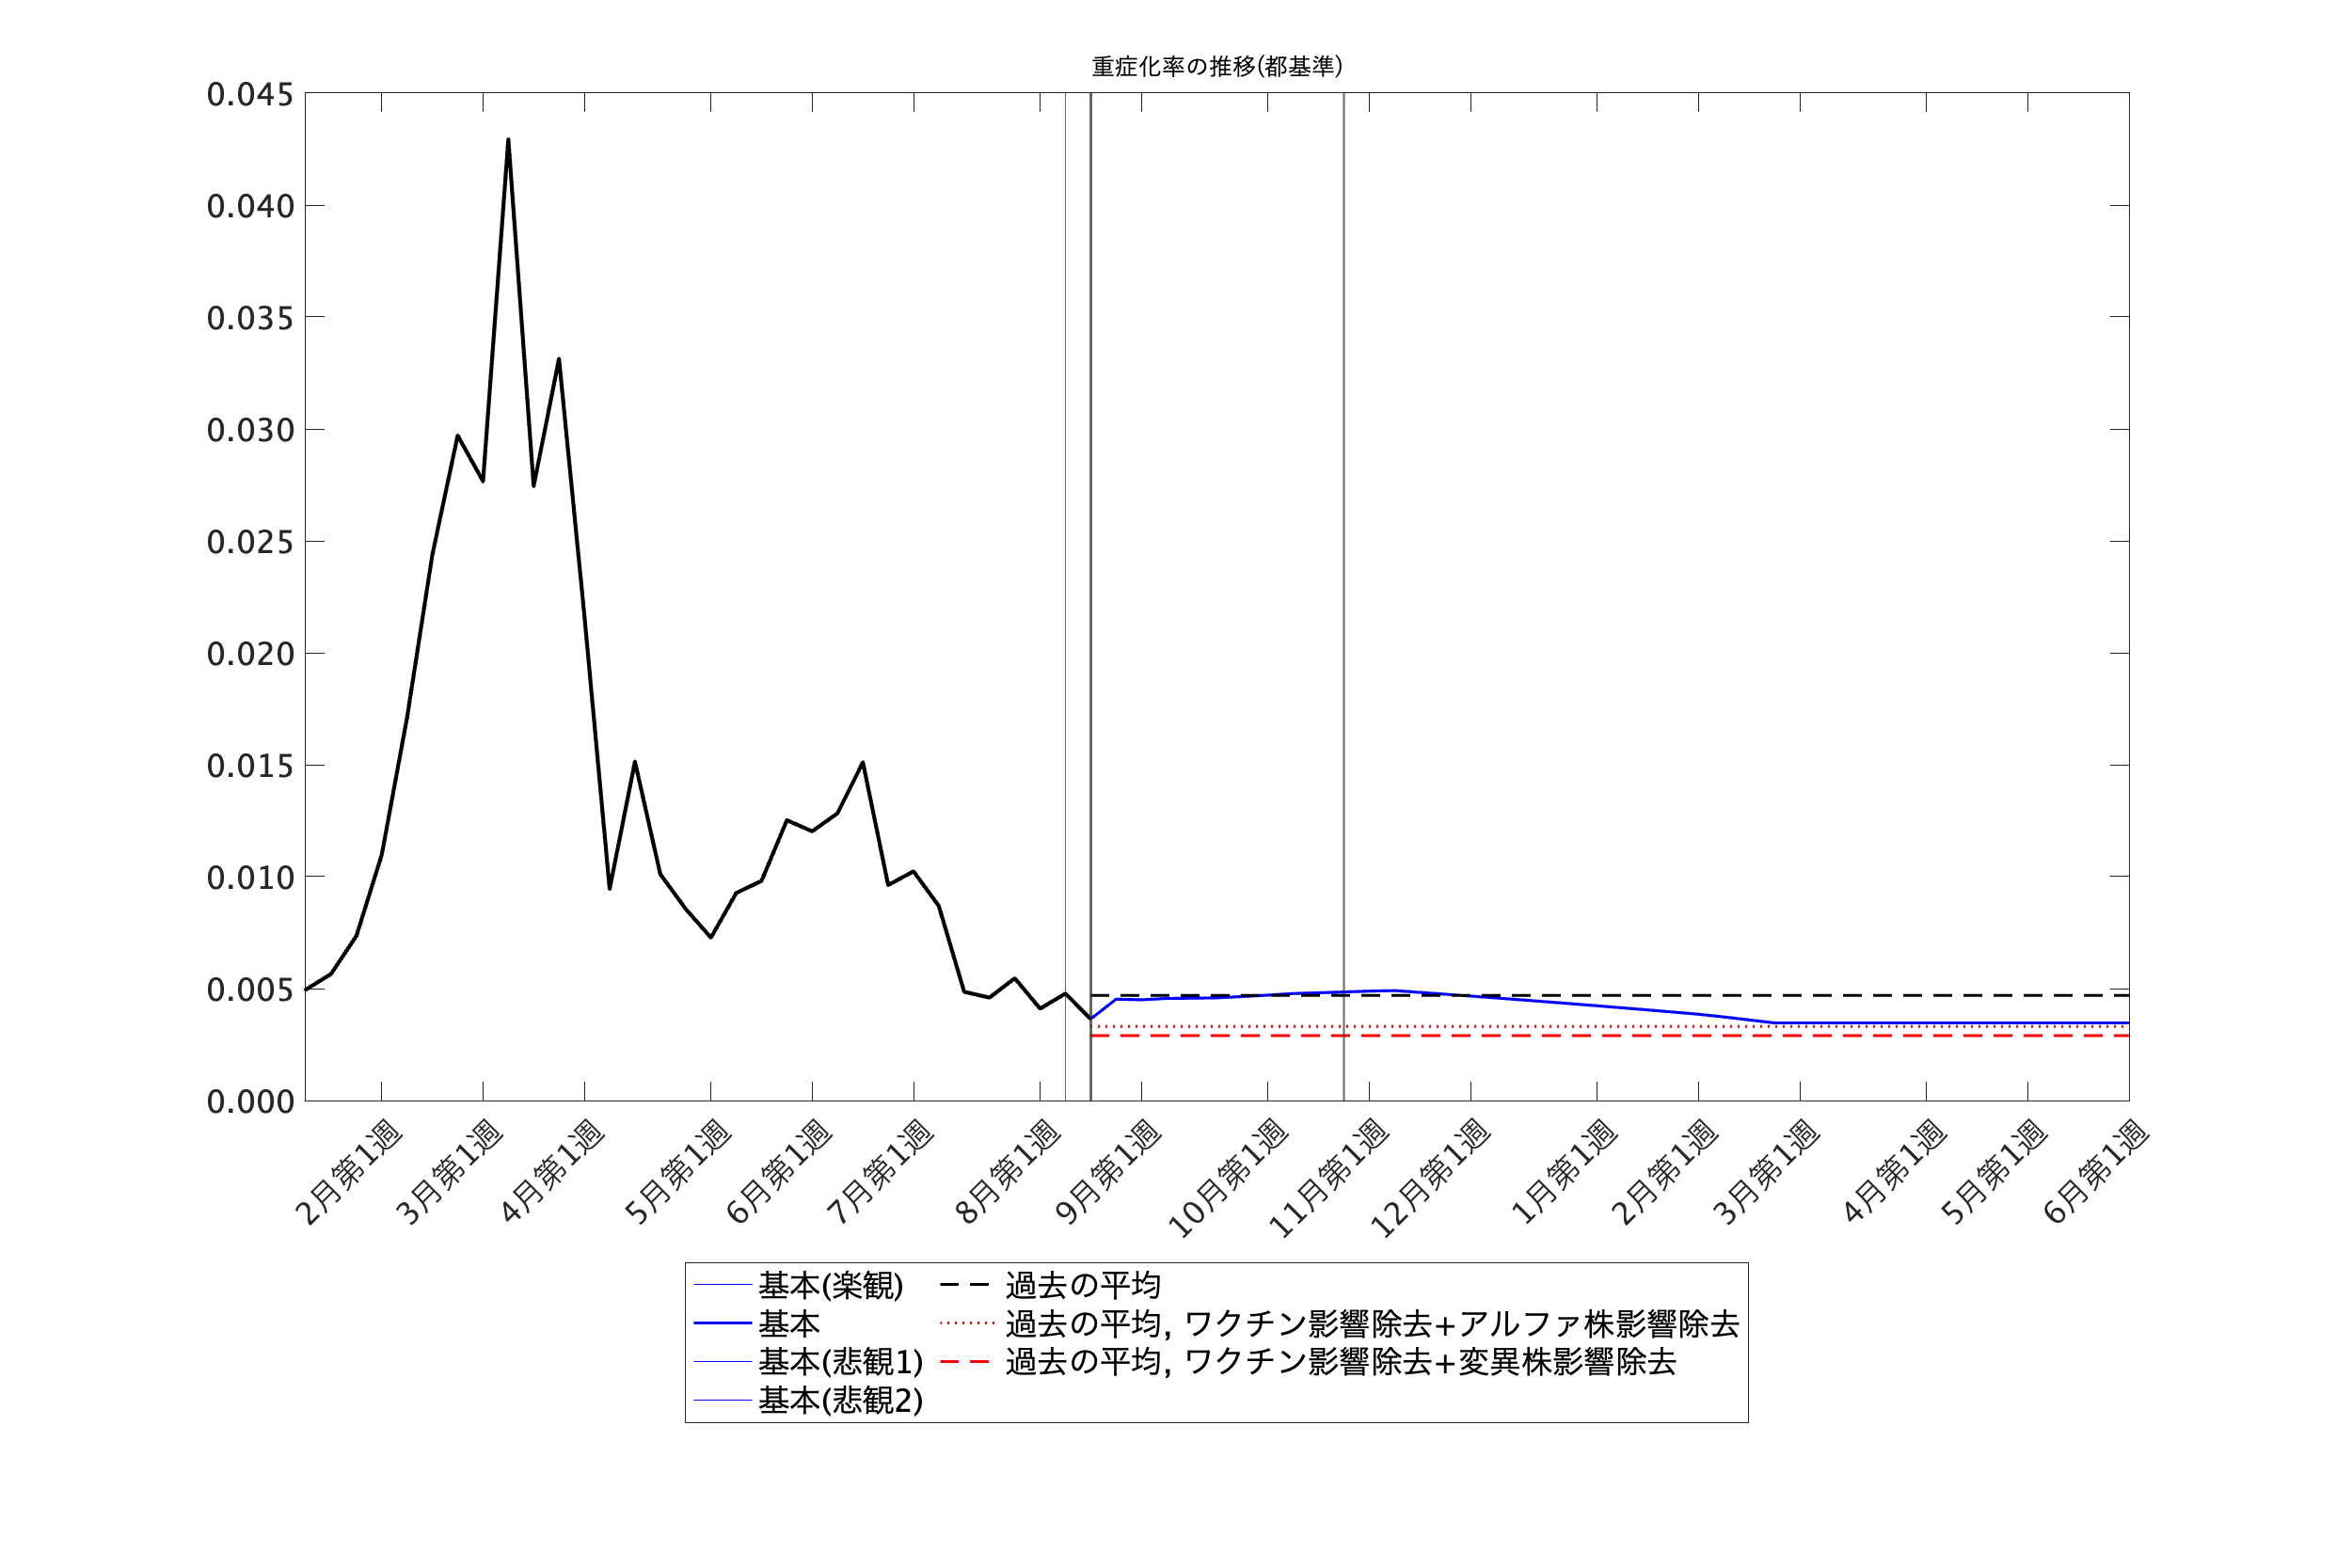 重症化率の推移(都基準)
0.045
0.040
0.035
0.030
0.025
0.020
0.015
0.010
0.005
0.000
2月第1週
3月第1週
4月第1週
5月第1週
6月第1週
7月第1週
8月第1週
9月第1週
10月第1週
11月第1週
12月第1週
1月第1週
2月第1週
3月第1週
4月第1週
5月第1週
6月第1週
基本(楽観)
基本
基本(悲観1)
基本(悲観2)
過去の平均
過去の平均, ワクチン影響除去+アルファ株影響除去
過去の平均, ワクチン影響除去+変異株影響除去